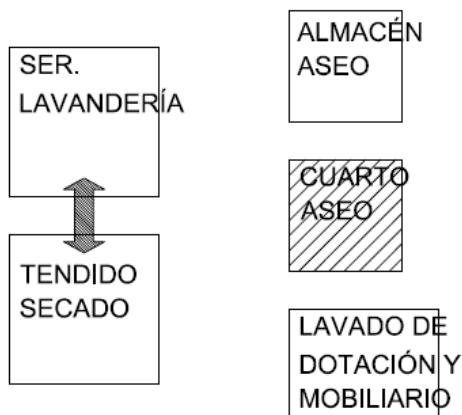 SER.
LAVANDERÍA
TENDIDO
SECADO
ALMACÉN
ASEO
CUARTO
ASEO
LAVADO DE
DOTACIÓN Y
MOBILIARIO